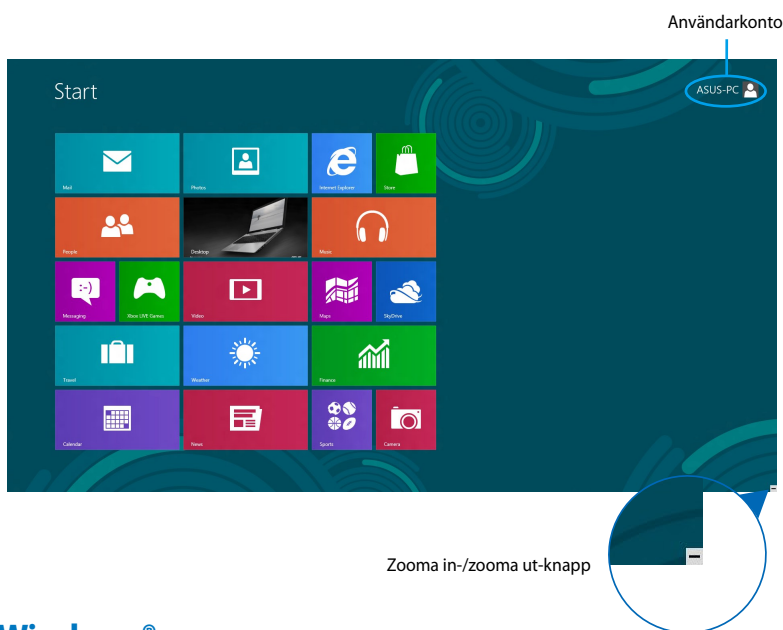 Användarkonto
Start
ASUS-PC
Mail
Photos
Internet Explorer
Store
People
Desktop
Music
Messaging
Xbox LIVE Games
Video
Maps
SkyDrive
Travel
Weather
Finance
Calendar
News
Sports
Camera
Zooma in-/zooma ut-knapp